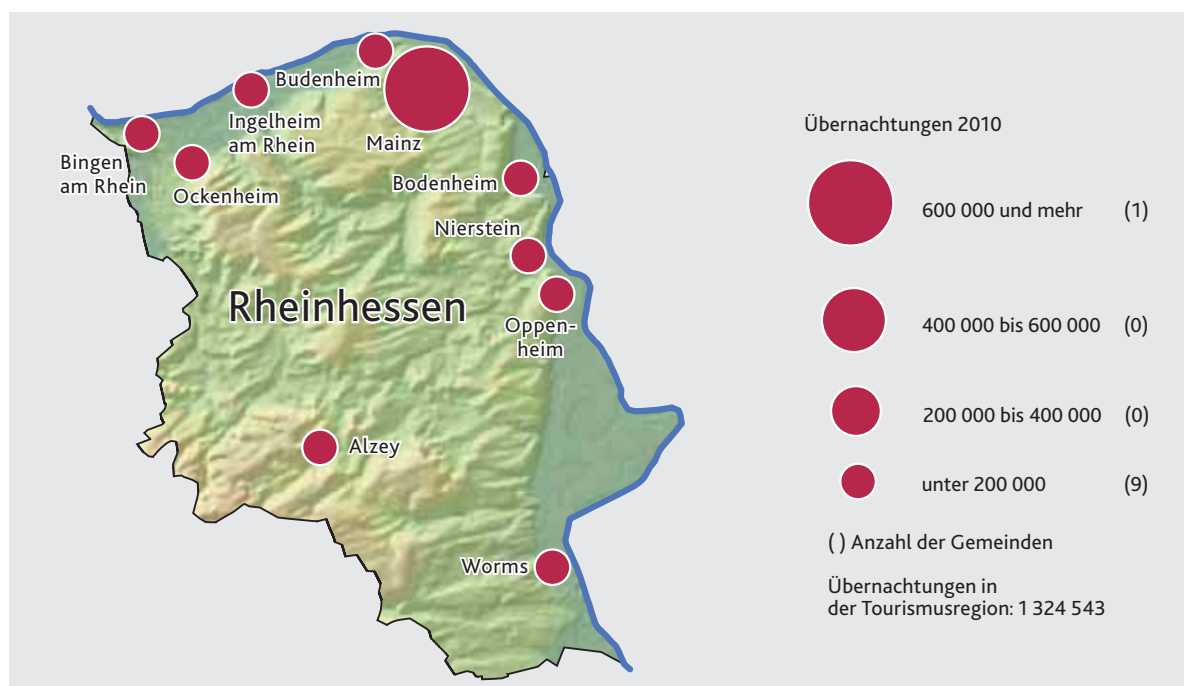 Budenheim
Ingelheim
am Rhein
Mainz
Bingen
am Rhein
Ockenheim
Bodenheim
Nierstein
Rheinhessen
Oppen-
heim
Alzey
Worms
Übernachtungen 2010
600 000 und mehr (1)
400 000 bis 600 000 (0)
200 000 bis 400 000 (0)
unter 200 000 (9)
( ) Anzahl der Gemeinden
Übernachtungen in
der Tourismusregion: 1 324 543